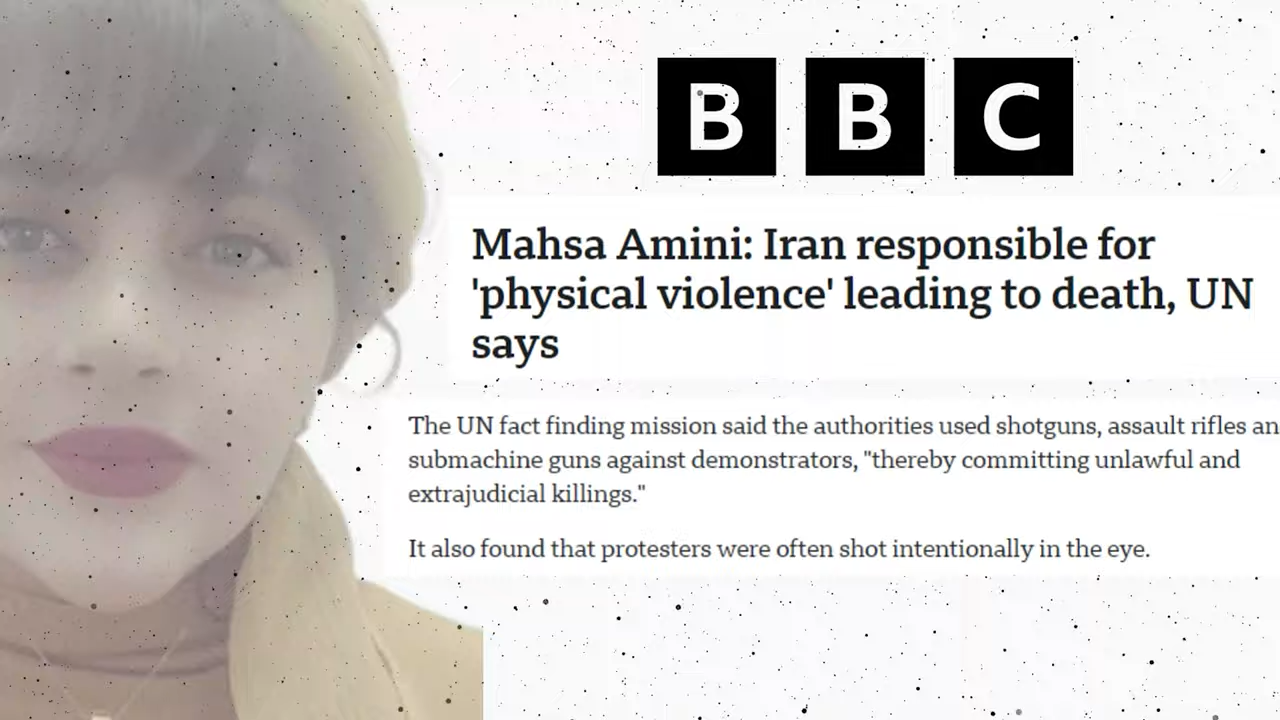 BBC
Mahsa Amini: Iran responsible for
'physical violence' leading to death, UN
says
The UN fact finding mission said the authorities used shotguns, assault rifles an
submachine guns against demonstrators, "thereby committing unlawful and
extrajudicial killings."
It also found that protesters were often shot intentionally in the eye.